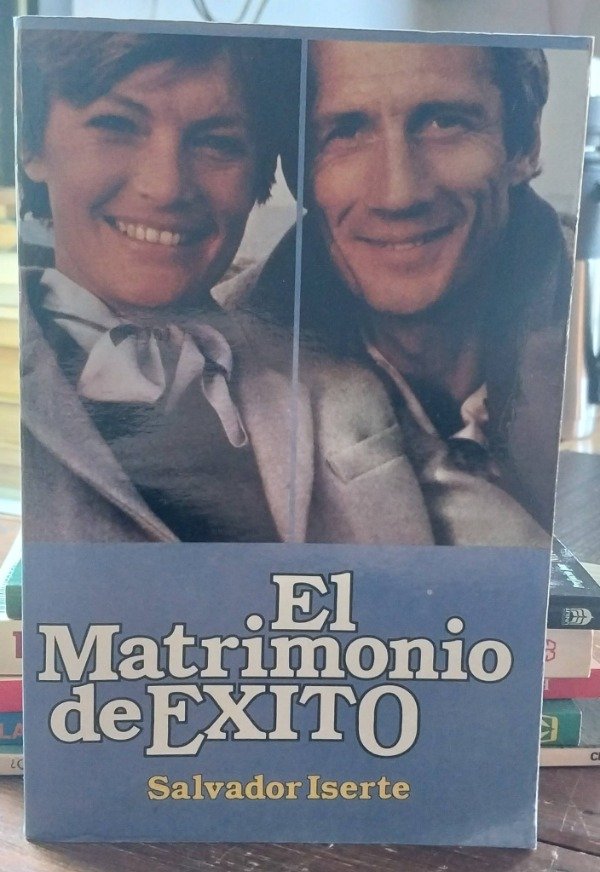 El
Matrimonio
de EXITO
Salvador Iserte